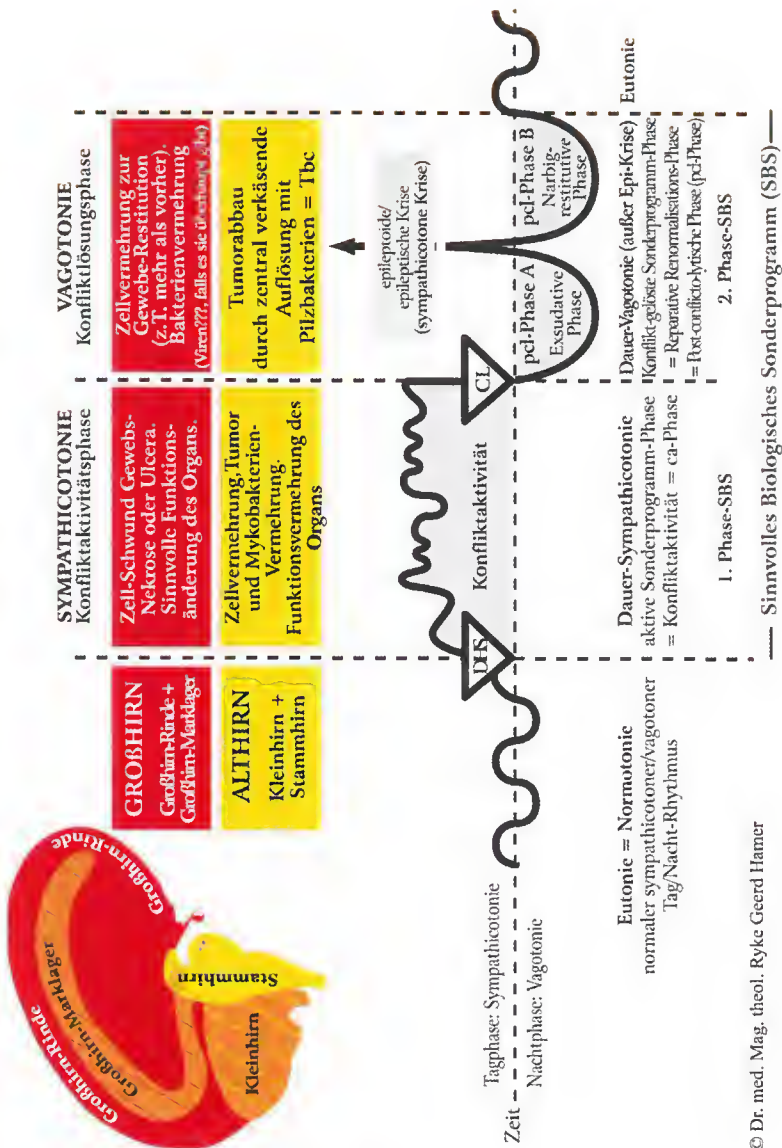 Großhirn-Rinde
Großhirn-Marklager
Großhirn-Rinde
Stammhirn
Kleinhirn
GROßHIRN
Großhirn-Rinde +
Großhirn-Marklager
ALTHIRN
Kleinhirn +
Stammhirn
SYMPATHICOTONIE
Konfliktaktivitätsphase
Zell-Schwund Gewebs-
Nekrose oder Ulcera.
Sinnvolle Funktions-
änderung des Organs.
Zellvermehrung, Tumor
und Mykobakterien-
Vermehrung.
Funktionsvermehrung des
Organs
VAGOTONIE
Konfliktlösungsphase
Zellvermehrung zur
Gewebe-Restitution
(z.T. mehr als vorher).
Bakterienvermehrung
(Viren???, falls es sie überhaupt gibt)
Tumorabbau
durch zentral verkäsende
Auflösung mit
Pilzbakterien = Tbc
epileptoide/
epileptische Krise
(sympathicotone Krise)
Tagphase: Sympathicotonie
Zeit
Nachtphase: Vagotonie
DHS
Konfliktaktivität
CL
pcl-Phase A
Exsudative
Phase
pcl-Phase B
Narbig-
restitutive
Phase
Eutonie = Normotonie
normaler sympathicotoner/vagotoner
Tag/Nacht-Rhythmus
Dauer-Sympathicotonie
aktive Sonderprogramm-Phase
= Konfliktaktivität = ca-Phase
1. Phase-SBS
Dauer-Vagotonie (außer Epi-Krise)
Konflikt-gelöste Sonderprogramm-Phase
= Reparative Renormalisations-Phase
= Post-conflicto-lytische Phase (pcl-Phase)
2. Phase-SBS
Eutonie
Sinnvolles Biologisches Sonderprogramm (SBS)
© Dr. med. Mag. theol. Ryke Geerd Hamer